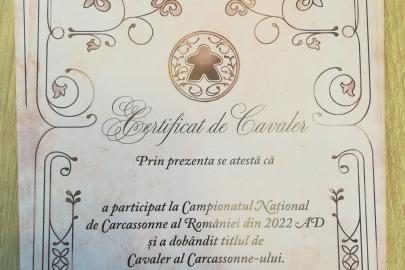 Certificat de Cavaler
Prin prezenta se atestă că
a participat la Campionatul Național
de Carcassonne al României din 2022 AD
și a dobândit titlul de
Cavaler al Carcassonne-ului.